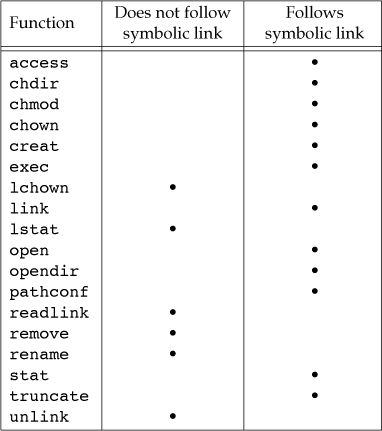 Function Does not follow symbolic link Follows symbolic link
access •
chdir •
chmod •
chown •
creat •
exec •
lchown •
link •
lstat •
open •
opendir •
pathconf •
readlink •
remove •
rename •
stat •
truncate •
unlink •